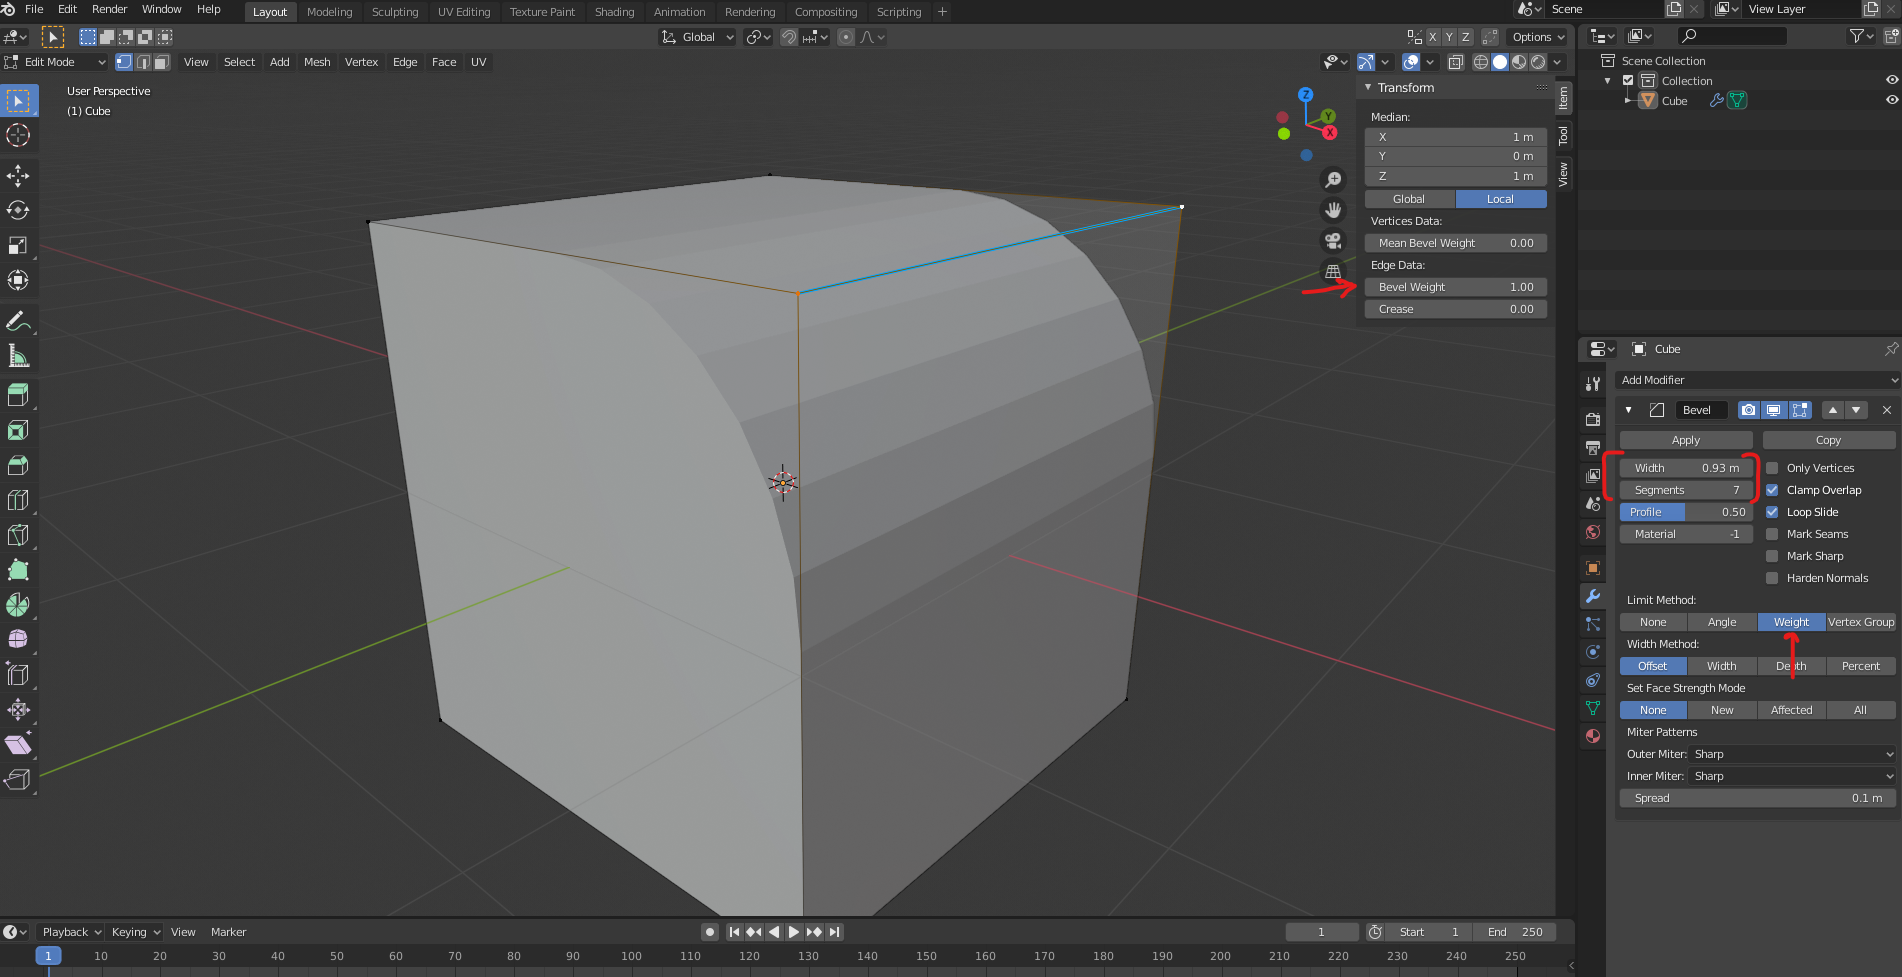 File Edit Render Window Help Layout Modeling Sculpting UV Editing Texture Paint Shading Animation Rendering Compositing Scripting + Scene View Layer
Global X Y Z Options
Edit Mode View Select Add Mesh Vertex Edge Face UV
User Perspective
(1) Cube
Z
Y
X
Transform
Median:
X 1 m
Y 0 m
Z 1 m
Global Local
Vertices Data:
Mean Bevel Weight 0.00
Edge Data:
Bevel Weight 1.00
Crease 0.00
Item
Tool
View
Scene Collection
Collection
Cube
Cube
Add Modifier
Bevel
Apply Copy
Width 0.93 m Only Vertices
Segments 7 Clamp Overlap
Profile 0.50 Loop Slide
Material -1 Mark Seams
Mark Sharp
Harden Normals
Limit Method:
None Angle Weight Vertex Group
Width Method:
Offset Width Depth Percent
Set Face Strength Mode
None New Affected All
Miter Patterns
Outer Miter: Sharp
Inner Miter: Sharp
Spread 0.1 m
Playback Keying View Marker 1 Start 1 End 250
1 10 20 30 40 50 60 70 80 90 100 110 120 130 140 150 160 170 180 190 200 210 220 230 240 250